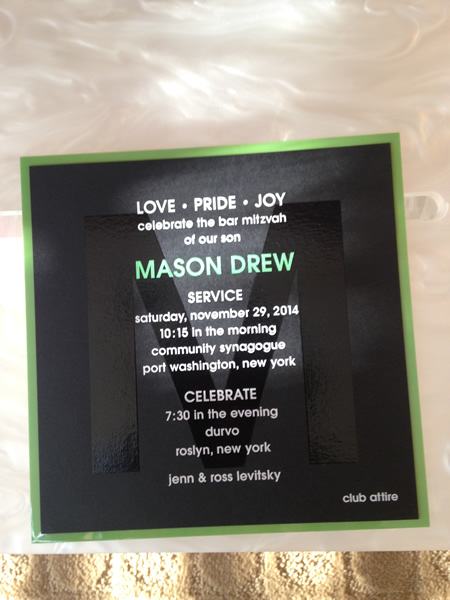 LOVE • PRIDE • JOY
celebrate the bar mitzvah
of our son
MASON DREW
SERVICE
saturday, november 29, 2014
10:15 in the morning
community synagogue
port washington, new york
CELEBRATE
7:30 in the evening
durvo
roslyn, new york
jenn & ross levitsky
club attire
M